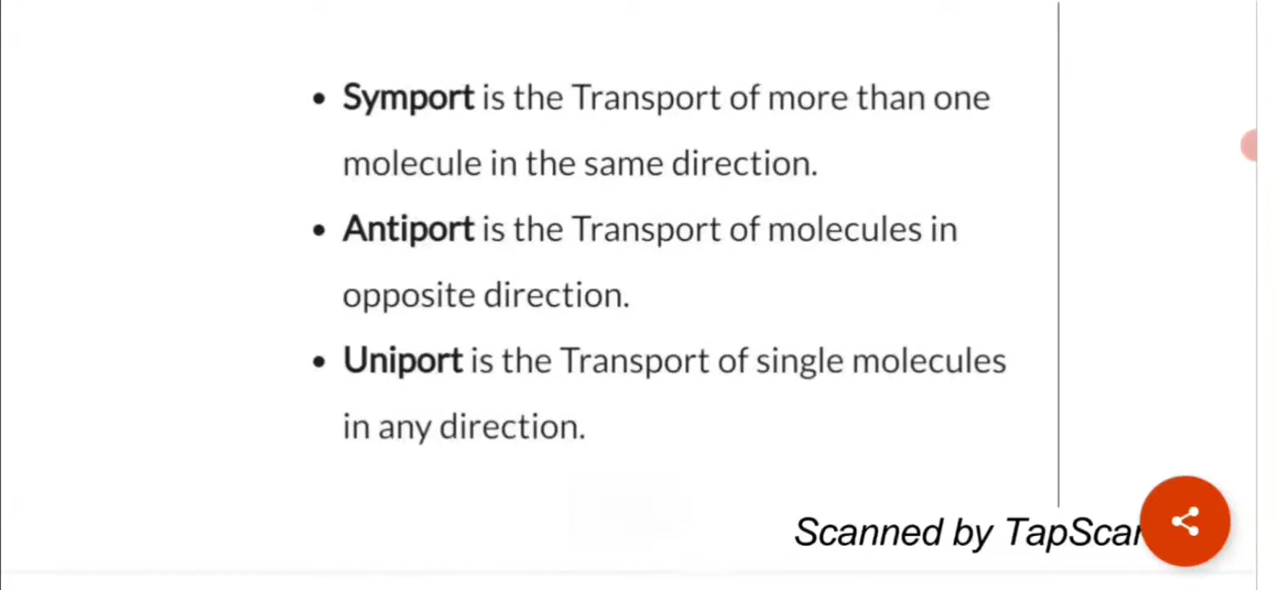 • Symport is the Transport of more than one
molecule in the same direction.
• Antiport is the Transport of molecules in
opposite direction.
• Uniport is the Transport of single molecules
in any direction.
Scanned by TapScan